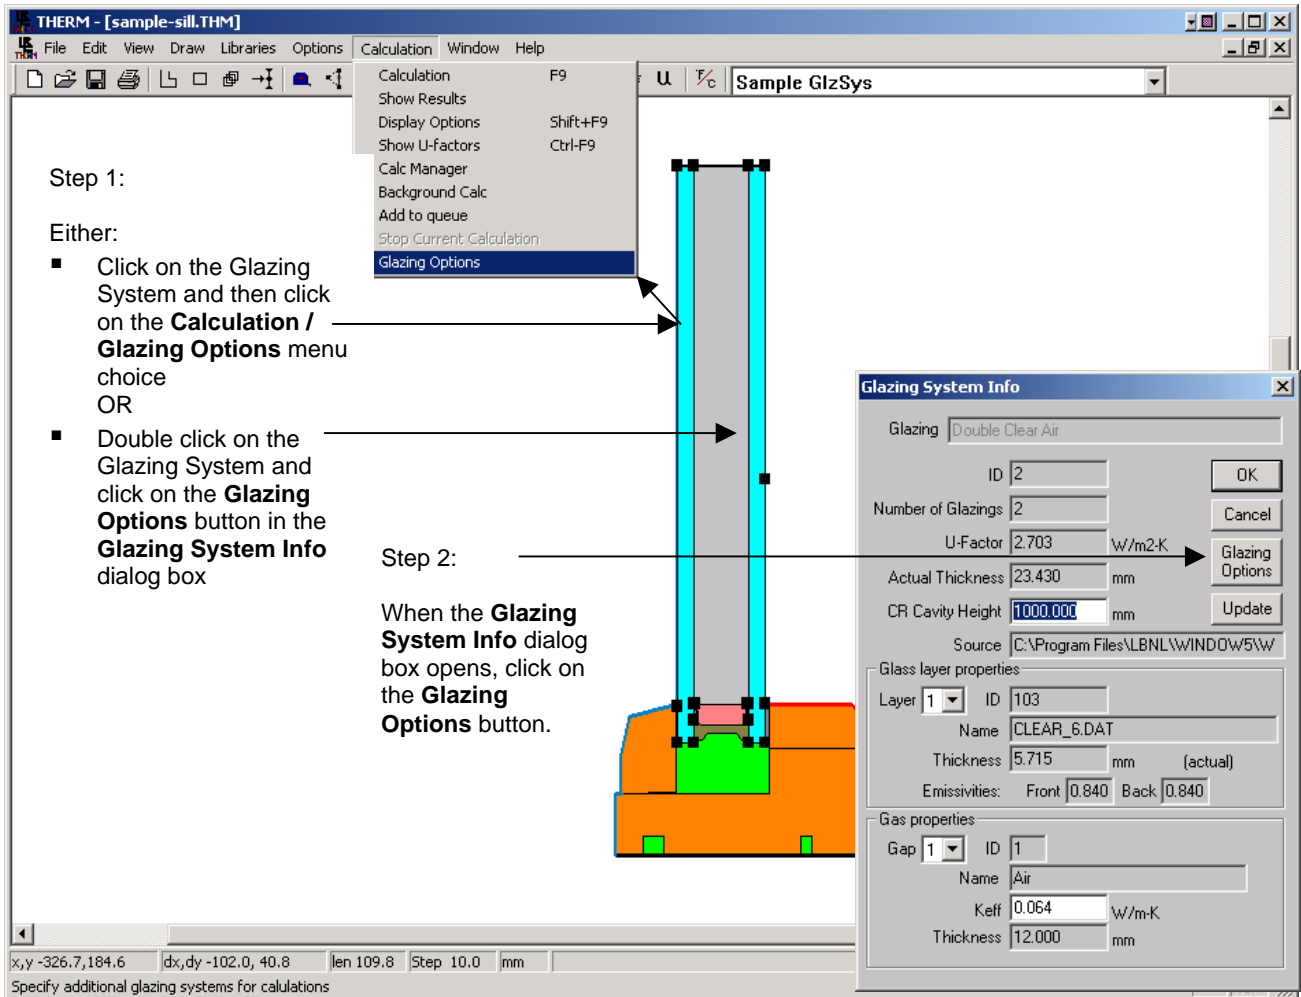 THERM - [sample-sill.THM]
File Edit View Draw Libraries Options Calculation Window Help
U F/C Sample GlzSys
Calculation F9
Show Results
Display Options Shift+F9
Show U-factors Ctrl-F9
Calc Manager
Background Calc
Add to queue
Stop Current Calculation
Glazing Options
Step 1:
Either:
■ Click on the Glazing
System and then click
on the Calculation /
Glazing Options menu
choice
OR
■ Double click on the
Glazing System and
click on the Glazing
Options button in the
Glazing System Info
dialog box
Step 2:
When the Glazing
System Info dialog
box opens, click on
the Glazing
Options button.
Glazing System Info
Glazing Double Clear Air
ID 2 OK
Number of Glazings 2 Cancel
U-Factor 2.703 W/m2-K
Glazing
Options
Actual Thickness 23.430 mm
CR Cavity Height 1000.000 mm Update
Source C:\Program Files\LBNL\WINDOW5\W
Glass layer properties
Layer 1 ID 103
Name CLEAR_6.DAT
Thickness 5.715 mm (actual)
Emissivities: Front 0.840 Back 0.840
Gas properties
Gap 1 ID 1
Name Air
Keff 0.064 W/m-K
Thickness 12.000 mm
x,y -326.7,184.6 dx,dy -102.0, 40.8 len 109.8 Step 10.0 mm
Specify additional glazing systems for calulations